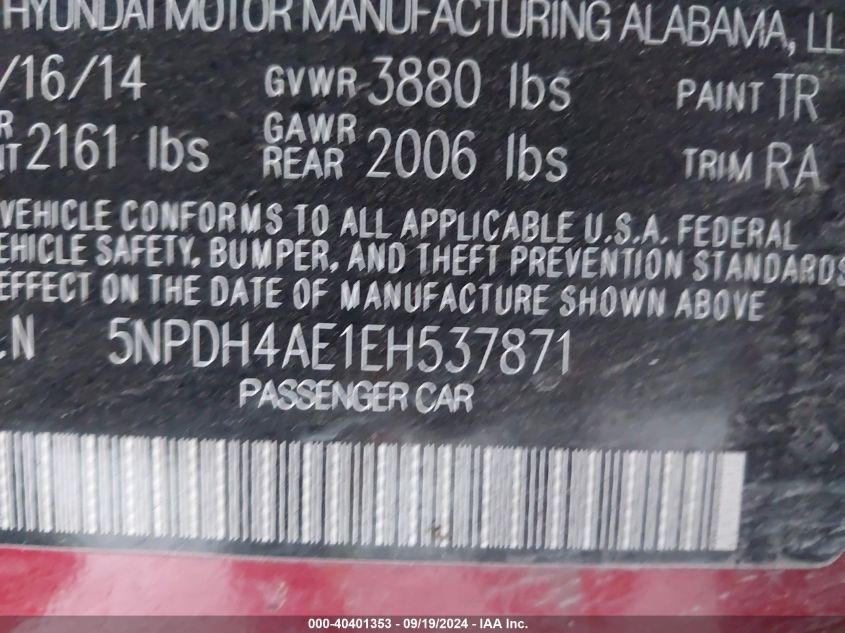 HYUNDAI MOTOR MANUFACTURING ALABAMA, LL
/16/14 GVWR 3880 lbs PAINT TR
R
NT 2161 lbs GAWR REAR 2006 lbs TRIM RA
VEHICLE CONFORMS TO ALL APPLICABLE U.S.A. FEDERAL
EHICLE SAFETY, BUMPER, AND THEFT PREVENTION STANDARDS
EFFECT ON THE DATE OF MANUFACTURE SHOWN ABOVE
.N 5NPDH4AE1EH537871
PASSENGER CAR
000-40401353 - 09/19/2024 - IAA Inc.